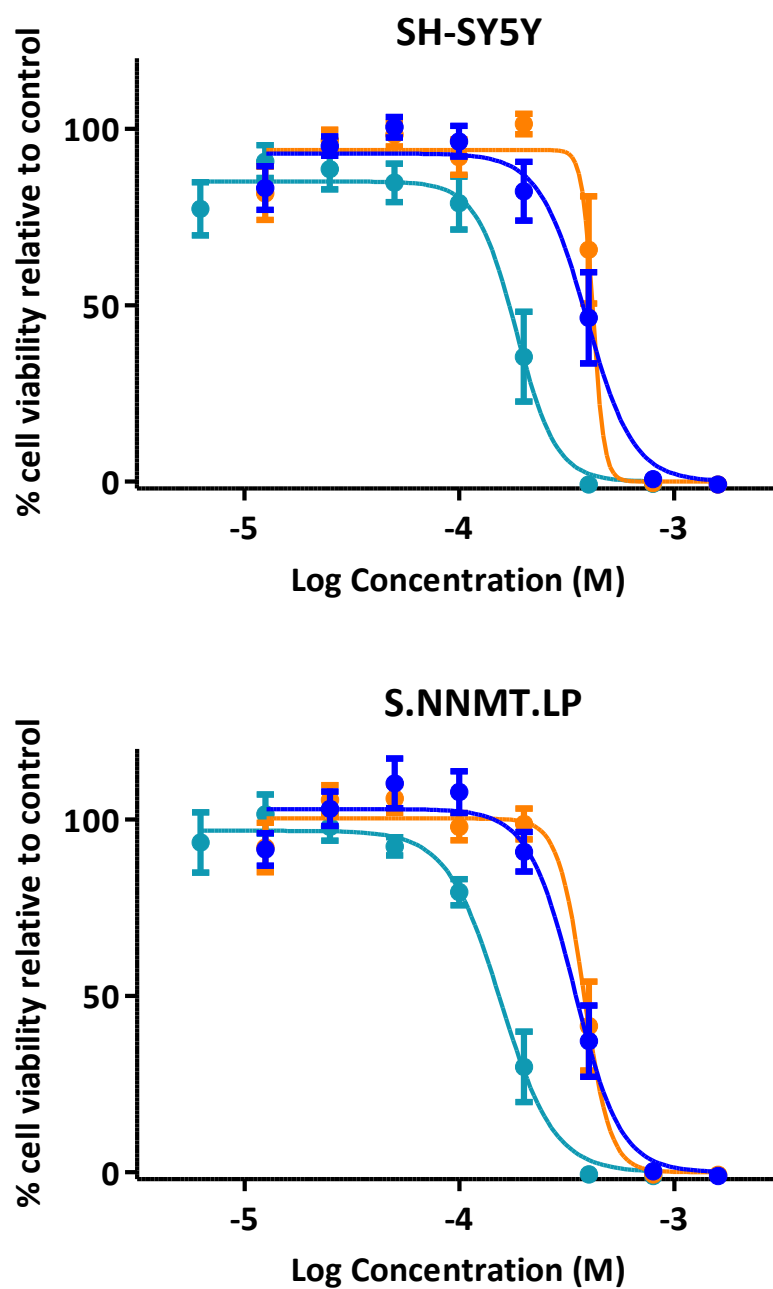 SH-SY5Y
% cell viability relative to control
100
50
0
-5 -4 -3
Log Concentration (M)
S.NNMT.LP
% cell viability relative to control
100
50
0
-5 -4 -3
Log Concentration (M)